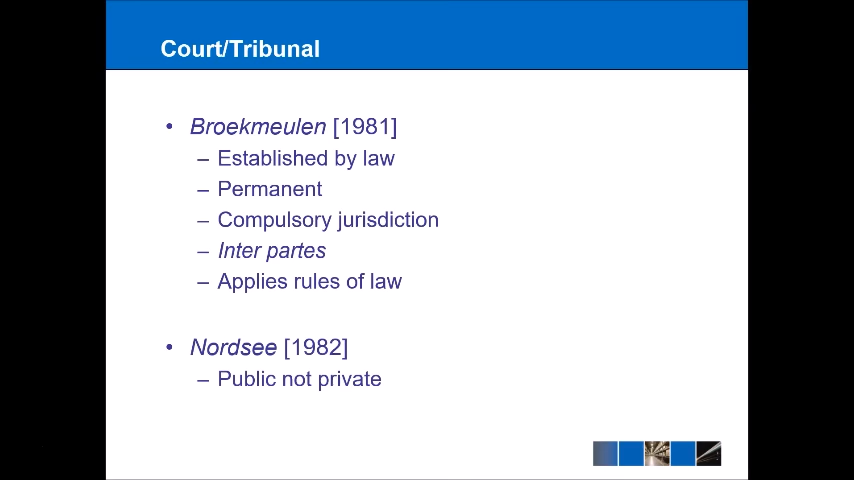 Court/Tribunal
• Broekmeulen [1981]
– Established by law
– Permanent
– Compulsory jurisdiction
– Inter partes
– Applies rules of law
• Nordsee [1982]
– Public not private